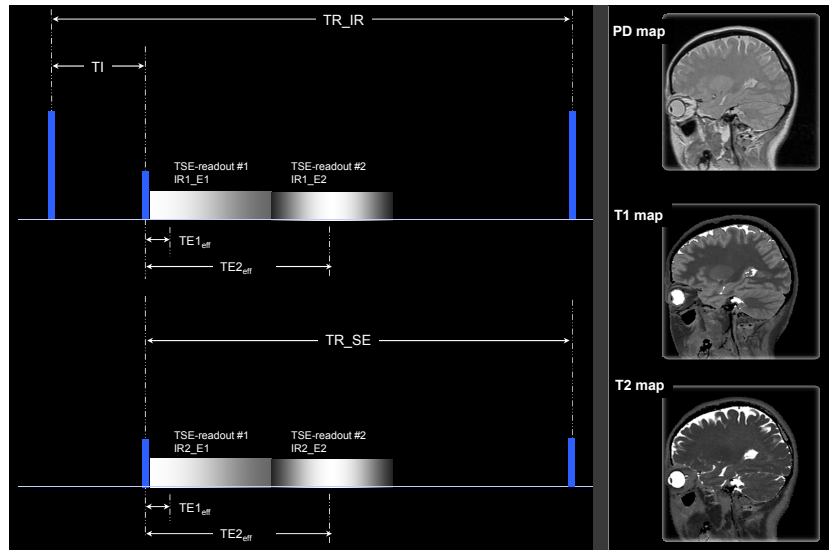 TR_IR
TI
TSE-readout #1
IR1_E1
TSE-readout #2
IR1_E2
TE1eff
TE2eff
TR_SE
TSE-readout #1
IR2_E1
TSE-readout #2
IR2_E2
TE1eff
TE2eff
PD map
T1 map
T2 map